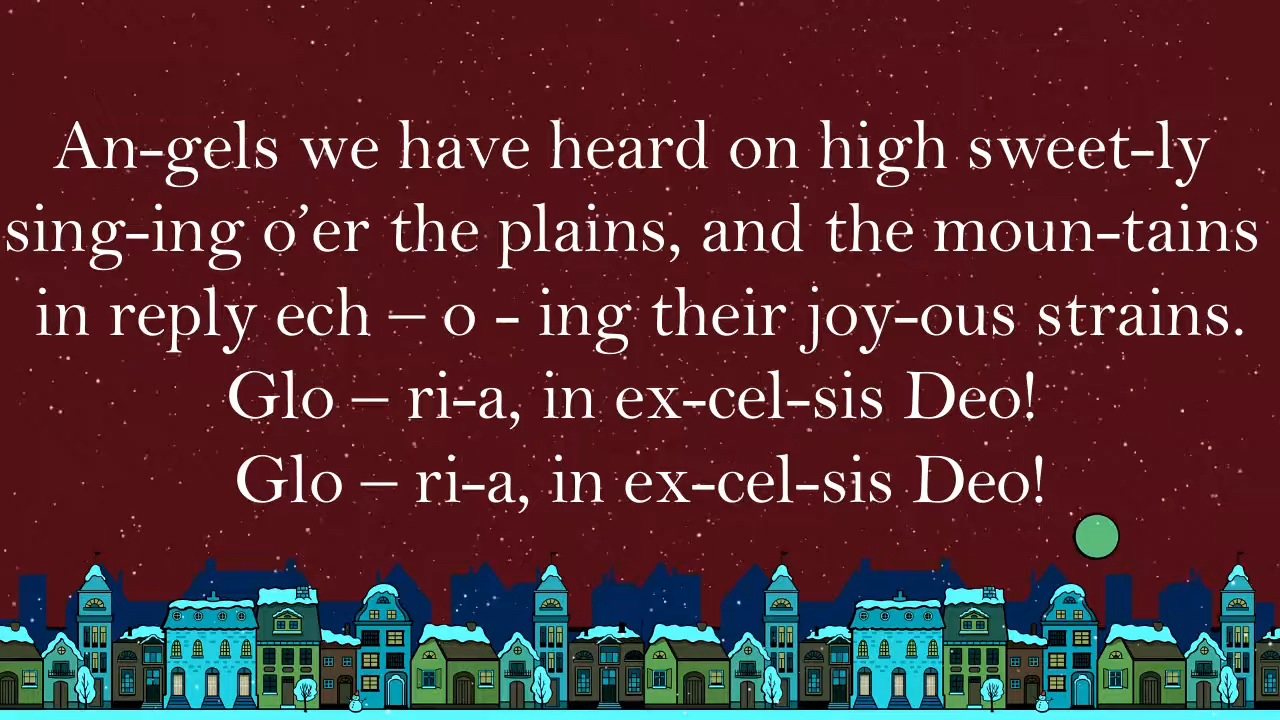 An-gels we have heard on high sweet-ly
sing-ing o’er the plains, and the moun-tains
in reply ech – o - ing their joy-ous strains.
Glo – ri-a, in ex-cel-sis Deo!
Glo – ri-a, in ex-cel-sis Deo!